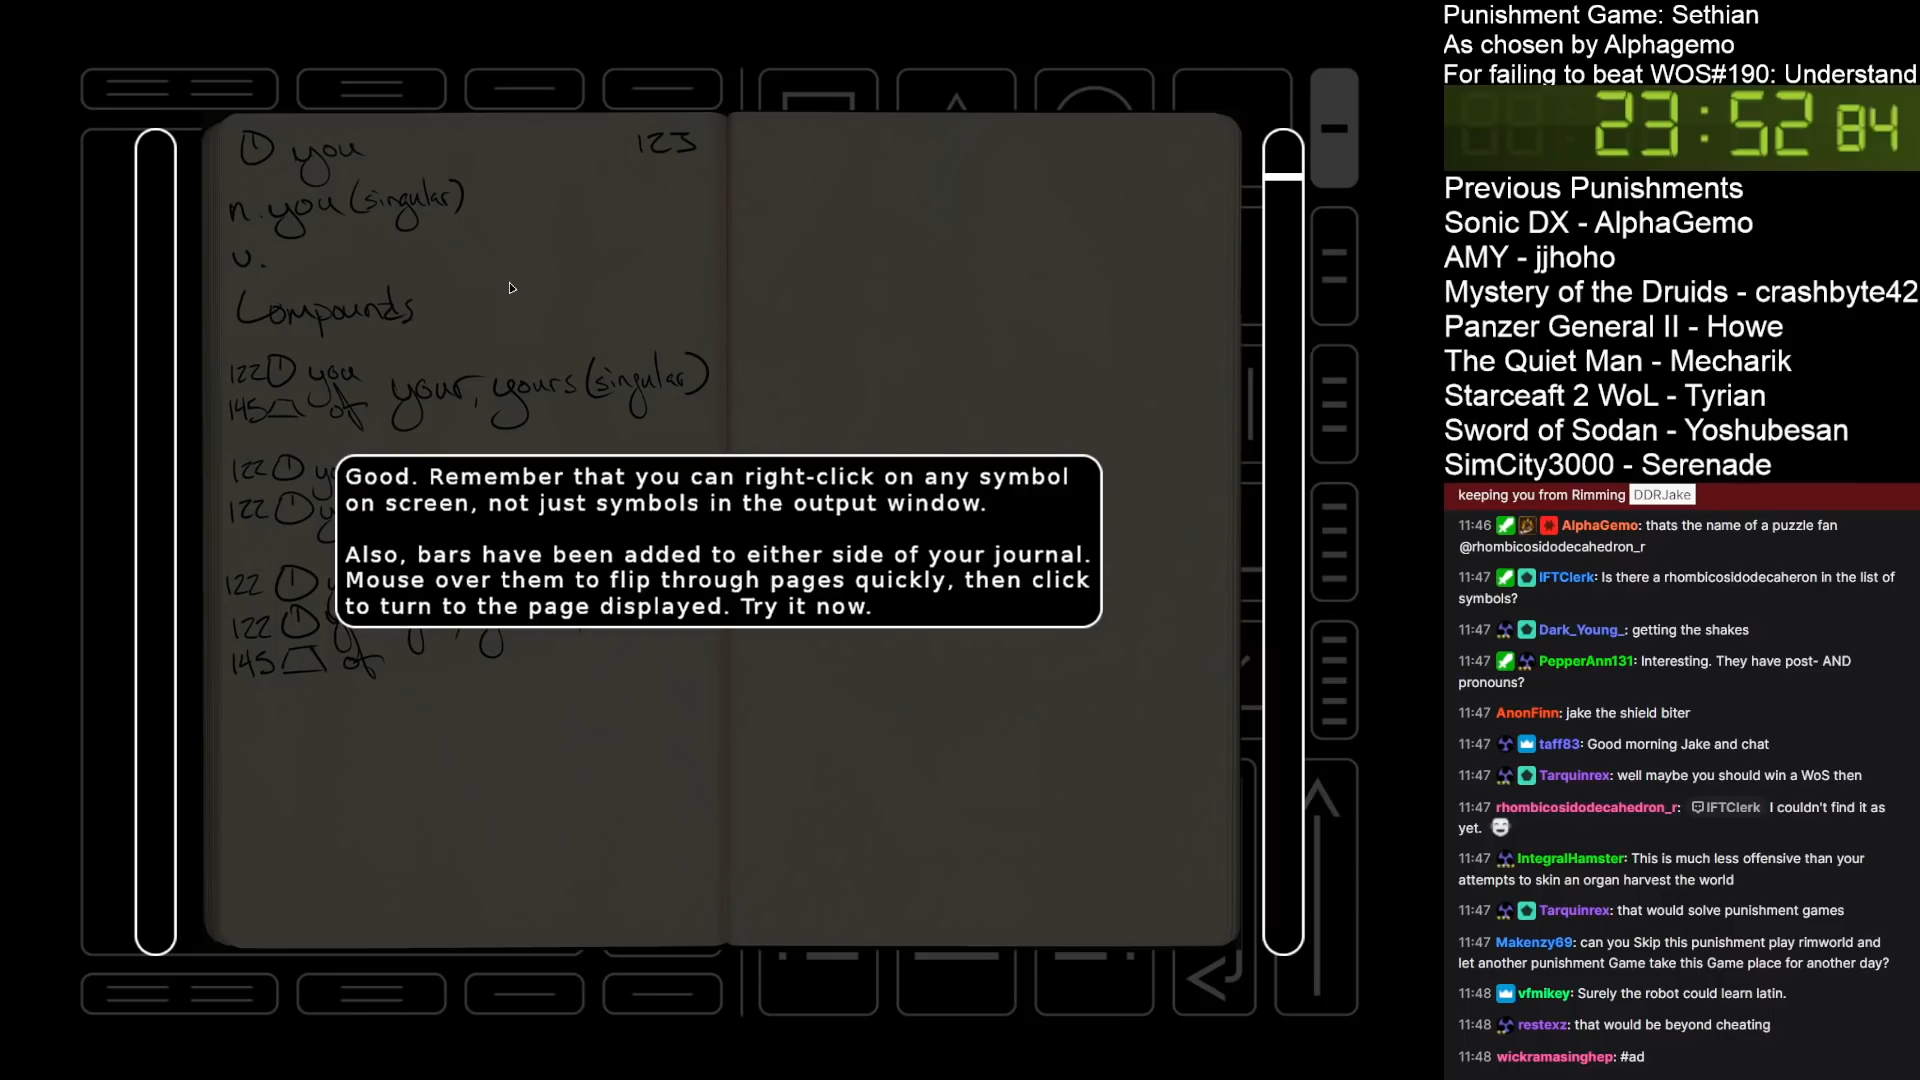 ① you
123
n. you (singular)
v.
Compounds
122 you
145 of
your, yours (singular)
122
122
122
122
145 of
Good. Remember that you can right-click on any symbol
on screen, not just symbols in the output window.
Also, bars have been added to either side of your journal.
Mouse over them to flip through pages quickly, then click
to turn to the page displayed. Try it now.
Punishment Game: Sethian
As chosen by Alphagemo
For failing to beat WOS#190: Understand
23:52 84
Previous Punishments
Sonic DX - AlphaGemo
AMY - jjhoho
Mystery of the Druids - crashbyte42
Panzer General II - Howe
The Quiet Man - Mecharik
Starceaft 2 WoL - Tyrian
Sword of Sodan - Yoshubesan
SimCity3000 - Serenade
keeping you from Rimming DDRJake
11:46 AlphaGemo: thats the name of a puzzle fan
@rhombicosidodecahedron_r
11:47 IFTClerk: Is there a rhombicosidodecaheron in the list of
symbols?
11:47 Dark_Young_: getting the shakes
11:47 PepperAnn131: Interesting. They have post- AND
pronouns?
11:47 AnonFinn: jake the shield biter
11:47 taff83: Good morning Jake and chat
11:47 Tarquinrex: well maybe you should win a WoS then
11:47 rhombicosidodecahedron_r: IFTClerk I couldn't find it as
yet.
11:47 IntegralHamster: This is much less offensive than your
attempts to skin an organ harvest the world
11:47 Tarquinrex: that would solve punishment games
11:47 Makenzy69: can you Skip this punishment play rimworld and
let another punishment Game take this Game place for another day?
11:48 vfmikey: Surely the robot could learn latin.
11:48 restexz: that would be beyond cheating
11:48 wickramasinghep: #ad